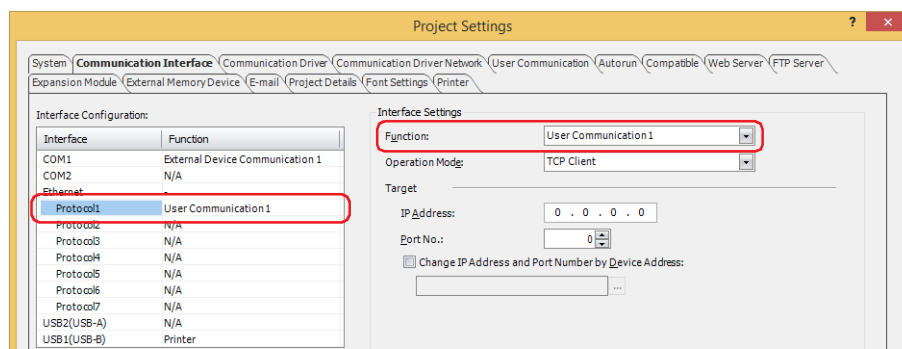 Project Settings
? ×
System Communication Interface Communication Driver Communication Driver Network User Communication Autorun Compatible Web Server FTP Server
Expansion Module External Memory Device E-mail Project Details Font Settings Printer
Interface Configuration:
Interface Function
COM1 External Device Communication 1
COM2 N/A
Ethernet -
Protocol1 User Communication 1
Protocol2 N/A
Protocol3 N/A
Protocol4 N/A
Protocol5 N/A
Protocol6 N/A
Protocol7 N/A
USB2(USB-A) N/A
USB1(USB-B) Printer
Interface Settings
Function: User Communication 1
Operation Mode: TCP Client
Target
IP Address: 0 . 0 . 0 . 0
Port No.: 0
Change IP Address and Port Number by Device Address:
...